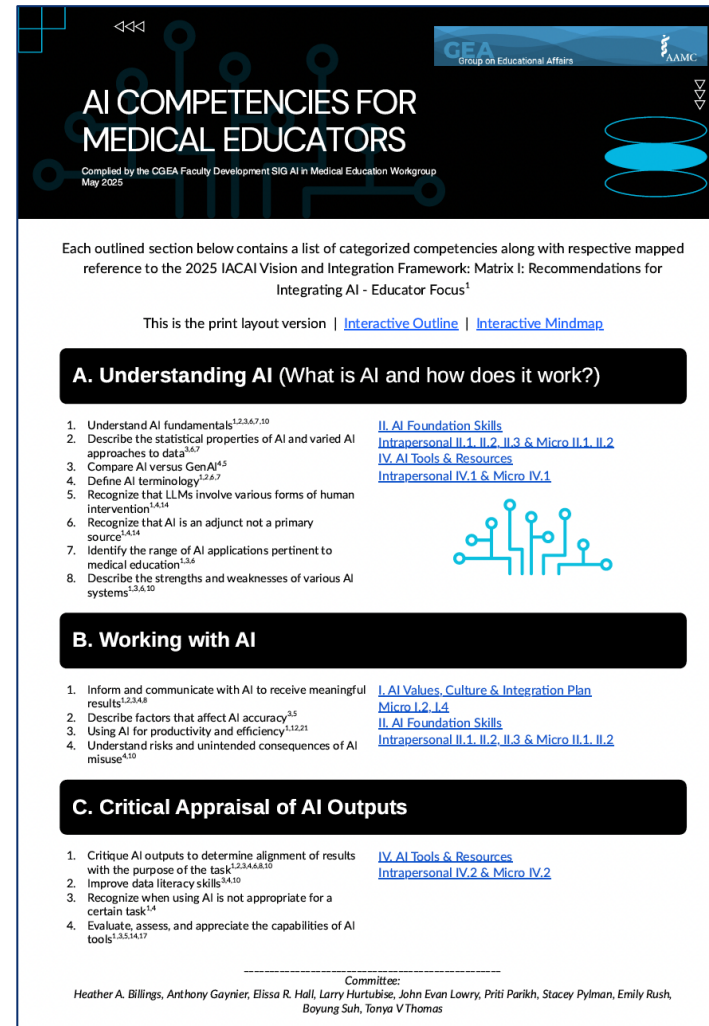 GEA
Group on Educational Affairs
AAMC
AI COMPETENCIES FOR
MEDICAL EDUCATORS
Complied by the CGEA Faculty Development SIG AI in Medical Education Workgroup
May 2025
Each outlined section below contains a list of categorized competencies along with respective mapped
reference to the 2025 IACAI Vision and Integration Framework: Matrix I: Recommendations for
Integrating AI - Educator Focus1
This is the print layout version | Interactive Outline | Interactive Mindmap
A. Understanding AI (What is AI and how does it work?)
1. Understand AI fundamentals1,2,3,6,7,10
2. Describe the statistical properties of AI and varied AI
approaches to data3,6,7
3. Compare AI versus GenAI4,5
4. Define AI terminology1,2,6,7
5. Recognize that LLMs involve various forms of human
intervention1,4,14
6. Recognize that AI is an adjunct not a primary
source1,4,14
7. Identify the range of AI applications pertinent to
medical education1,3,6
8. Describe the strengths and weaknesses of various AI
systems1,3,6,10
II. AI Foundation Skills
Intrapersonal II.1, II.2, II.3 & Micro II.1, II.2
IV. AI Tools & Resources
Intrapersonal IV.1 & Micro IV.1
B. Working with AI
1. Inform and communicate with AI to receive meaningful
results1,2,3,4,8
2. Describe factors that affect AI accuracy3,5
3. Using AI for productivity and efficiency1,12,21
4. Understand risks and unintended consequences of AI
misuse4,10
I. AI Values, Culture & Integration Plan
Micro I.2, I.4
II. AI Foundation Skills
Intrapersonal II.1, II.2, II.3 & Micro II.1, II.2
C. Critical Appraisal of AI Outputs
1. Critique AI outputs to determine alignment of results
with the purpose of the task1,2,3,4,6,8,10
2. Improve data literacy skills3,4,10
3. Recognize when using AI is not appropriate for a
certain task1,4
4. Evaluate, assess, and appreciate the capabilities of AI
tools1,3,5,14,17
IV. AI Tools & Resources
Intrapersonal IV.2 & Micro IV.2
Committee:
Heather A. Billings, Anthony Gaynier, Elissa R. Hall, Larry Hurtubise, John Evan Lowry, Priti Parikh, Stacey Pylman, Emily Rush,
Boyung Suh, Tonya V Thomas